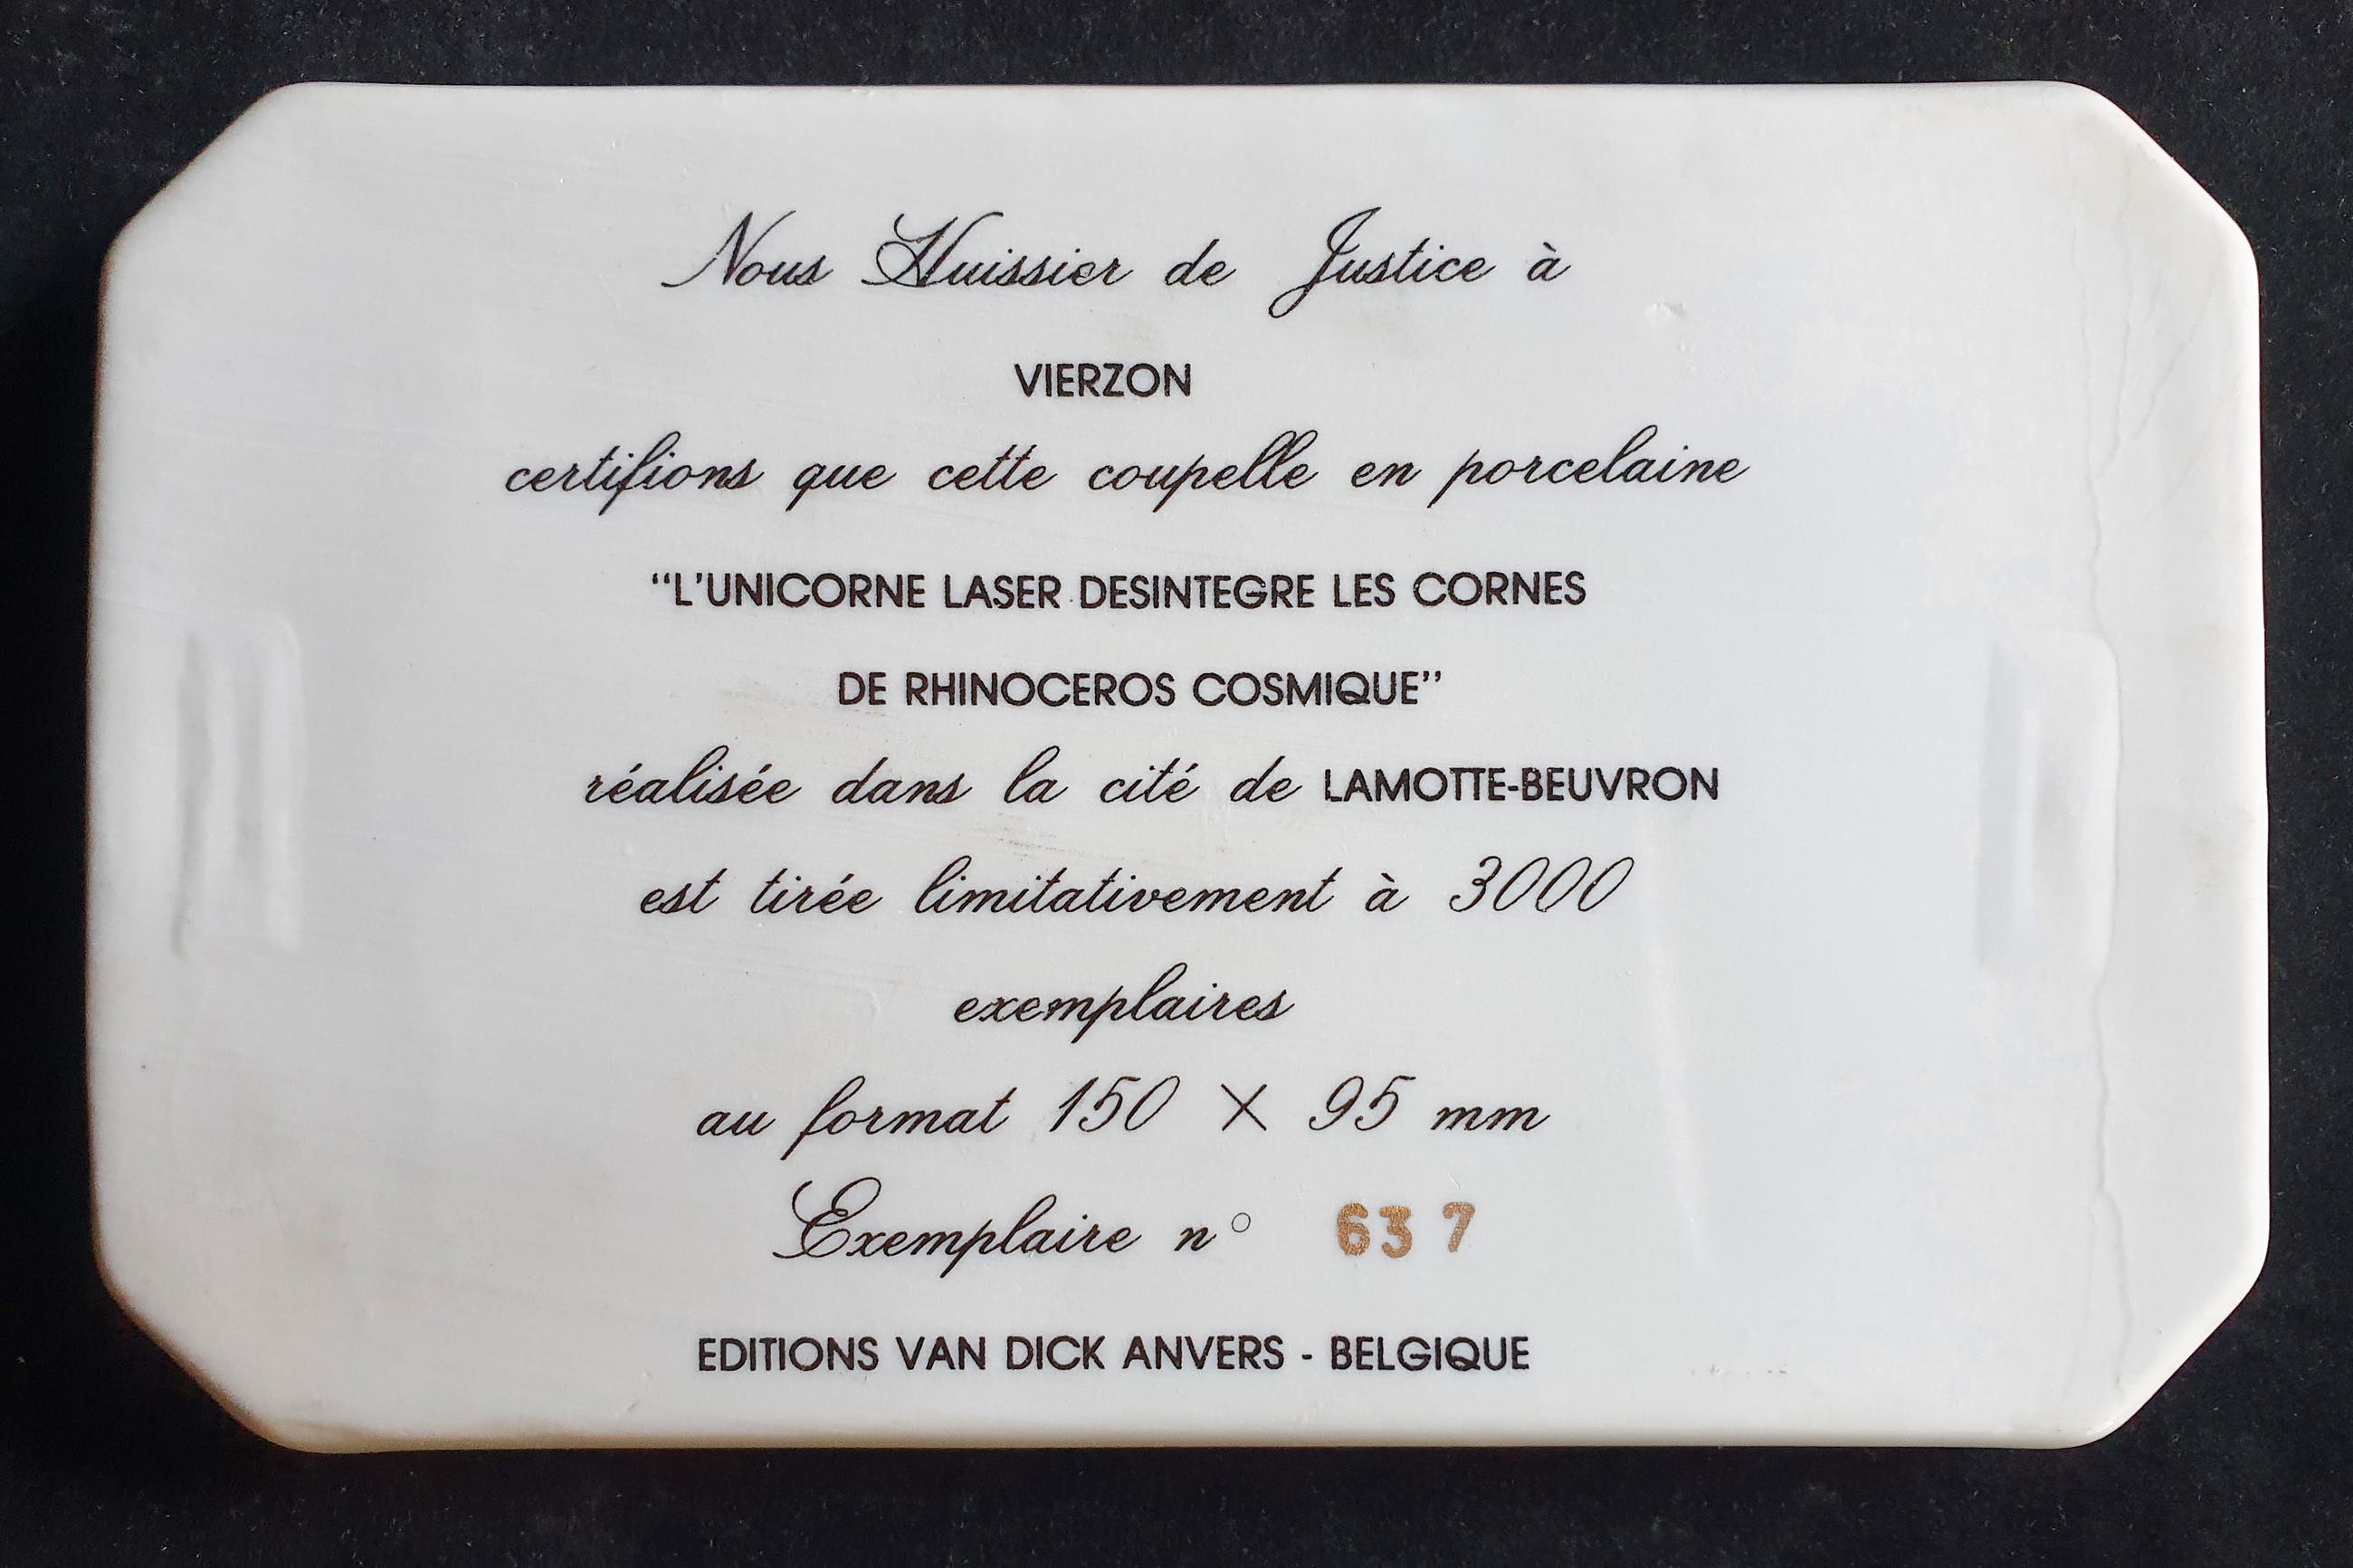 Nous Huissier de Justice à
VIERZON
certifions que cette coupelle en porcelaine
“L'UNICORNE LASER DESINTEGRE LES CORNES
DE RHINOCEROS COSMIQUE”
réalisée dans la cité de LAMOTTE-BEUVRON
est tirée limitativement à 3000
exemplaires
au format 150 X 95 mm
Exemplaire n° 637
EDITIONS VAN DICK ANVERS - BELGIQUE